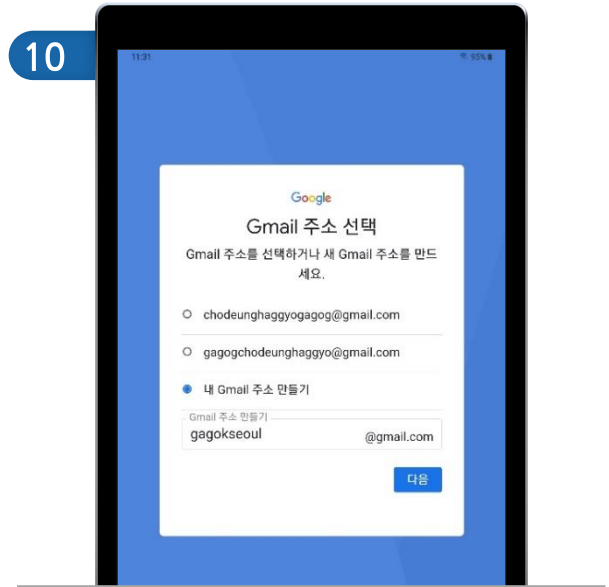 10
11:31
95%
Google
Gmail 주소 선택
Gmail 주소를 선택하거나 새 Gmail 주소를 만드
세요.
chodeunghaggyogagog@gmail.com
gagogchodeunghaggyo@gmail.com
내 Gmail 주소 만들기
Gmail 주소 만들기
gagokseoul @gmail.com
다음